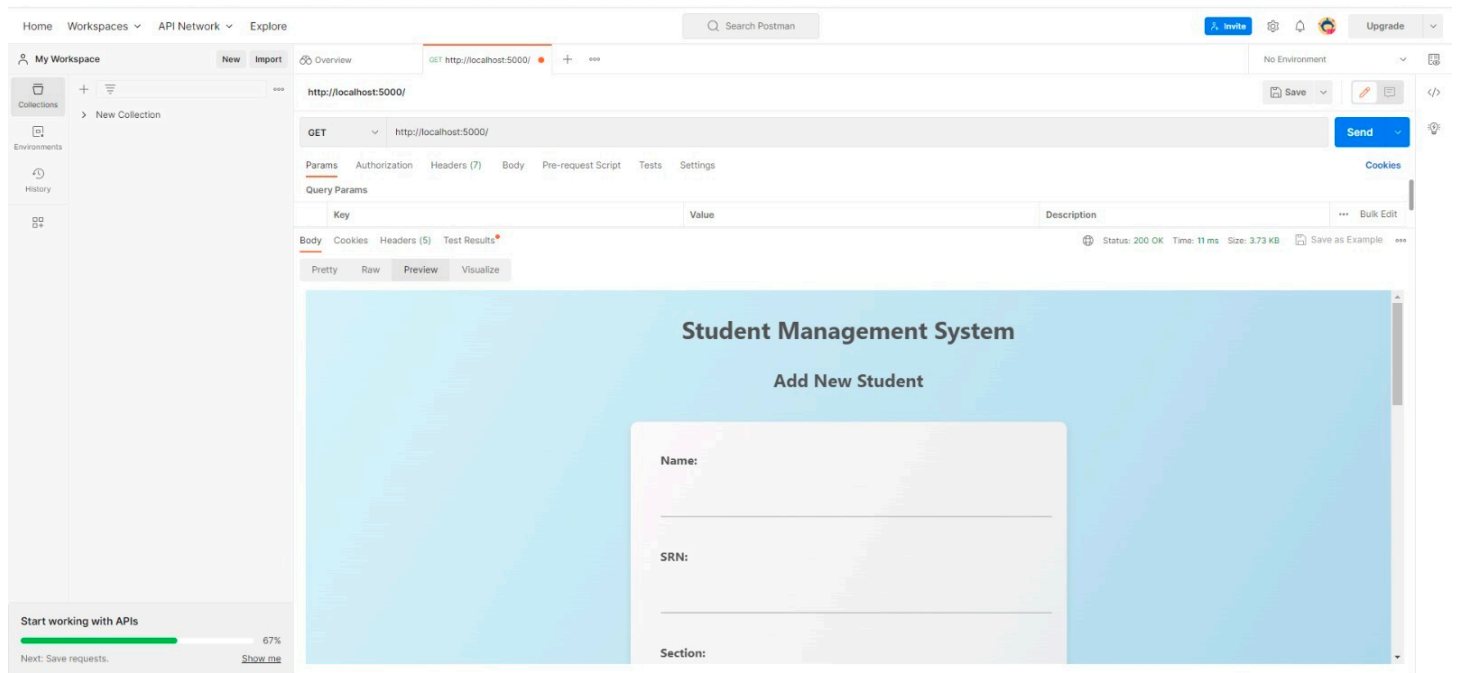 Home Workspaces API Network Explore
Search Postman
Invite
Upgrade
My Workspace New Import
Overview
GET http://localhost:5000/
No Environment
Collections
New Collection
Environments
History
http://localhost:5000/
Save
GET http://localhost:5000/
Send
Params Authorization Headers (7) Body Pre-request Script Tests Settings
Cookies
Query Params
Key Value Description Bulk Edit
Body Cookies Headers (5) Test Results
Status: 200 OK Time: 11 ms Size: 3.73 KB Save as Example
Pretty Raw Preview Visualize
Student Management System
Add New Student
Name:
SRN:
Section:
Start working with APIs
67%
Next: Save requests. Show me